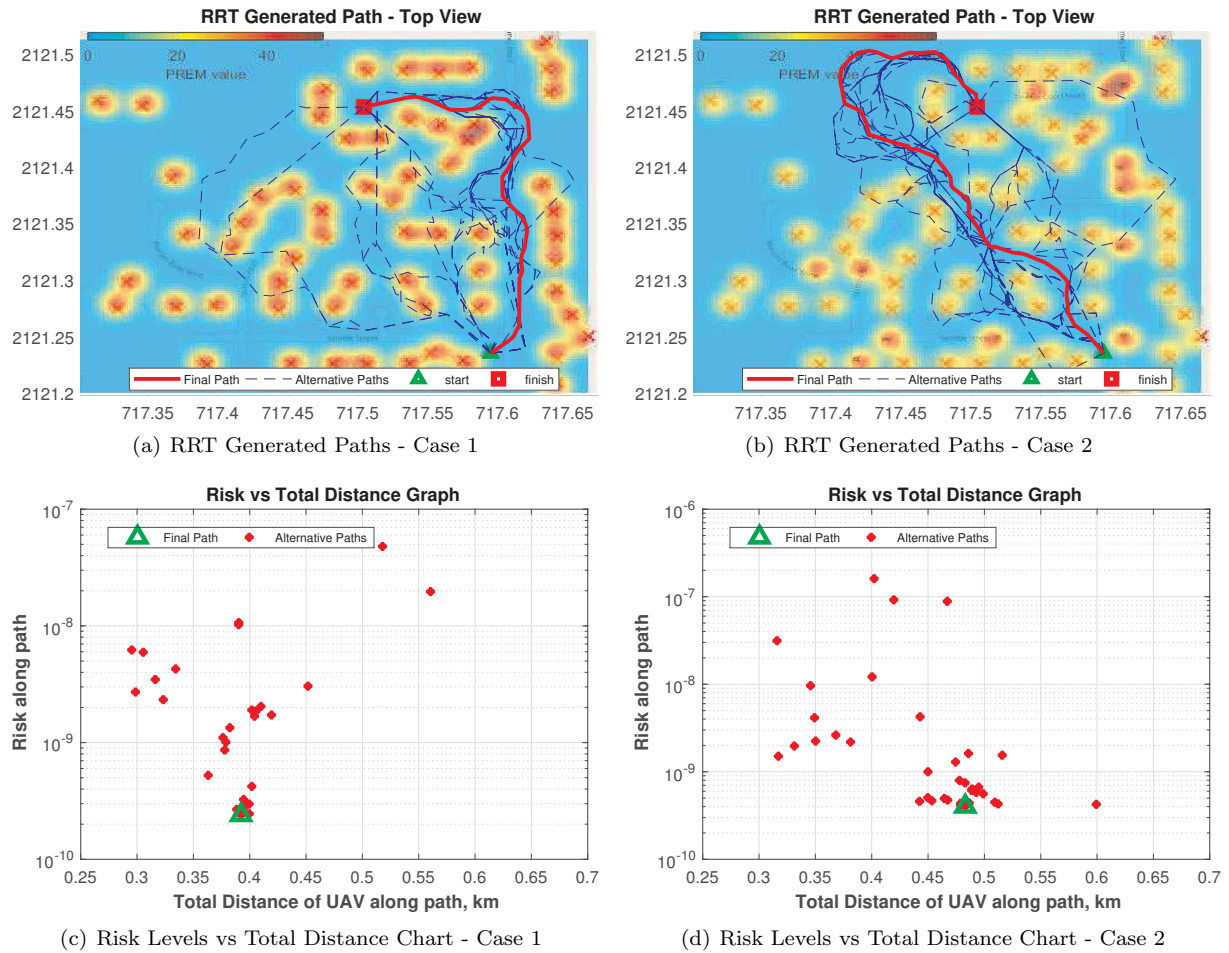 RRT Generated Path - Top View
0 20 40
PREM value
2121.5
2121.45
2121.4
2121.35
2121.3
2121.25
2121.2
Final Path Alternative Paths start finish
717.35 717.4 717.45 717.5 717.55 717.6 717.65
(a) RRT Generated Paths - Case 1
RRT Generated Path - Top View
0 20 40
PREM value
2121.5
2121.45
2121.4
2121.35
2121.3
2121.25
2121.2
Final Path Alternative Paths start finish
717.35 717.4 717.45 717.5 717.55 717.6 717.65
(b) RRT Generated Paths - Case 2
Risk vs Total Distance Graph
Final Path Alternative Paths
Risk along path
10-7
10-8
10-9
10-10
0.25 0.3 0.35 0.4 0.45 0.5 0.55 0.6 0.65 0.7
Total Distance of UAV along path, km
(c) Risk Levels vs Total Distance Chart - Case 1
Risk vs Total Distance Graph
Final Path Alternative Paths
Risk along path
10-6
10-7
10-8
10-9
10-10
0.25 0.3 0.35 0.4 0.45 0.5 0.55 0.6 0.65 0.7
Total Distance of UAV along path, km
(d) Risk Levels vs Total Distance Chart - Case 2